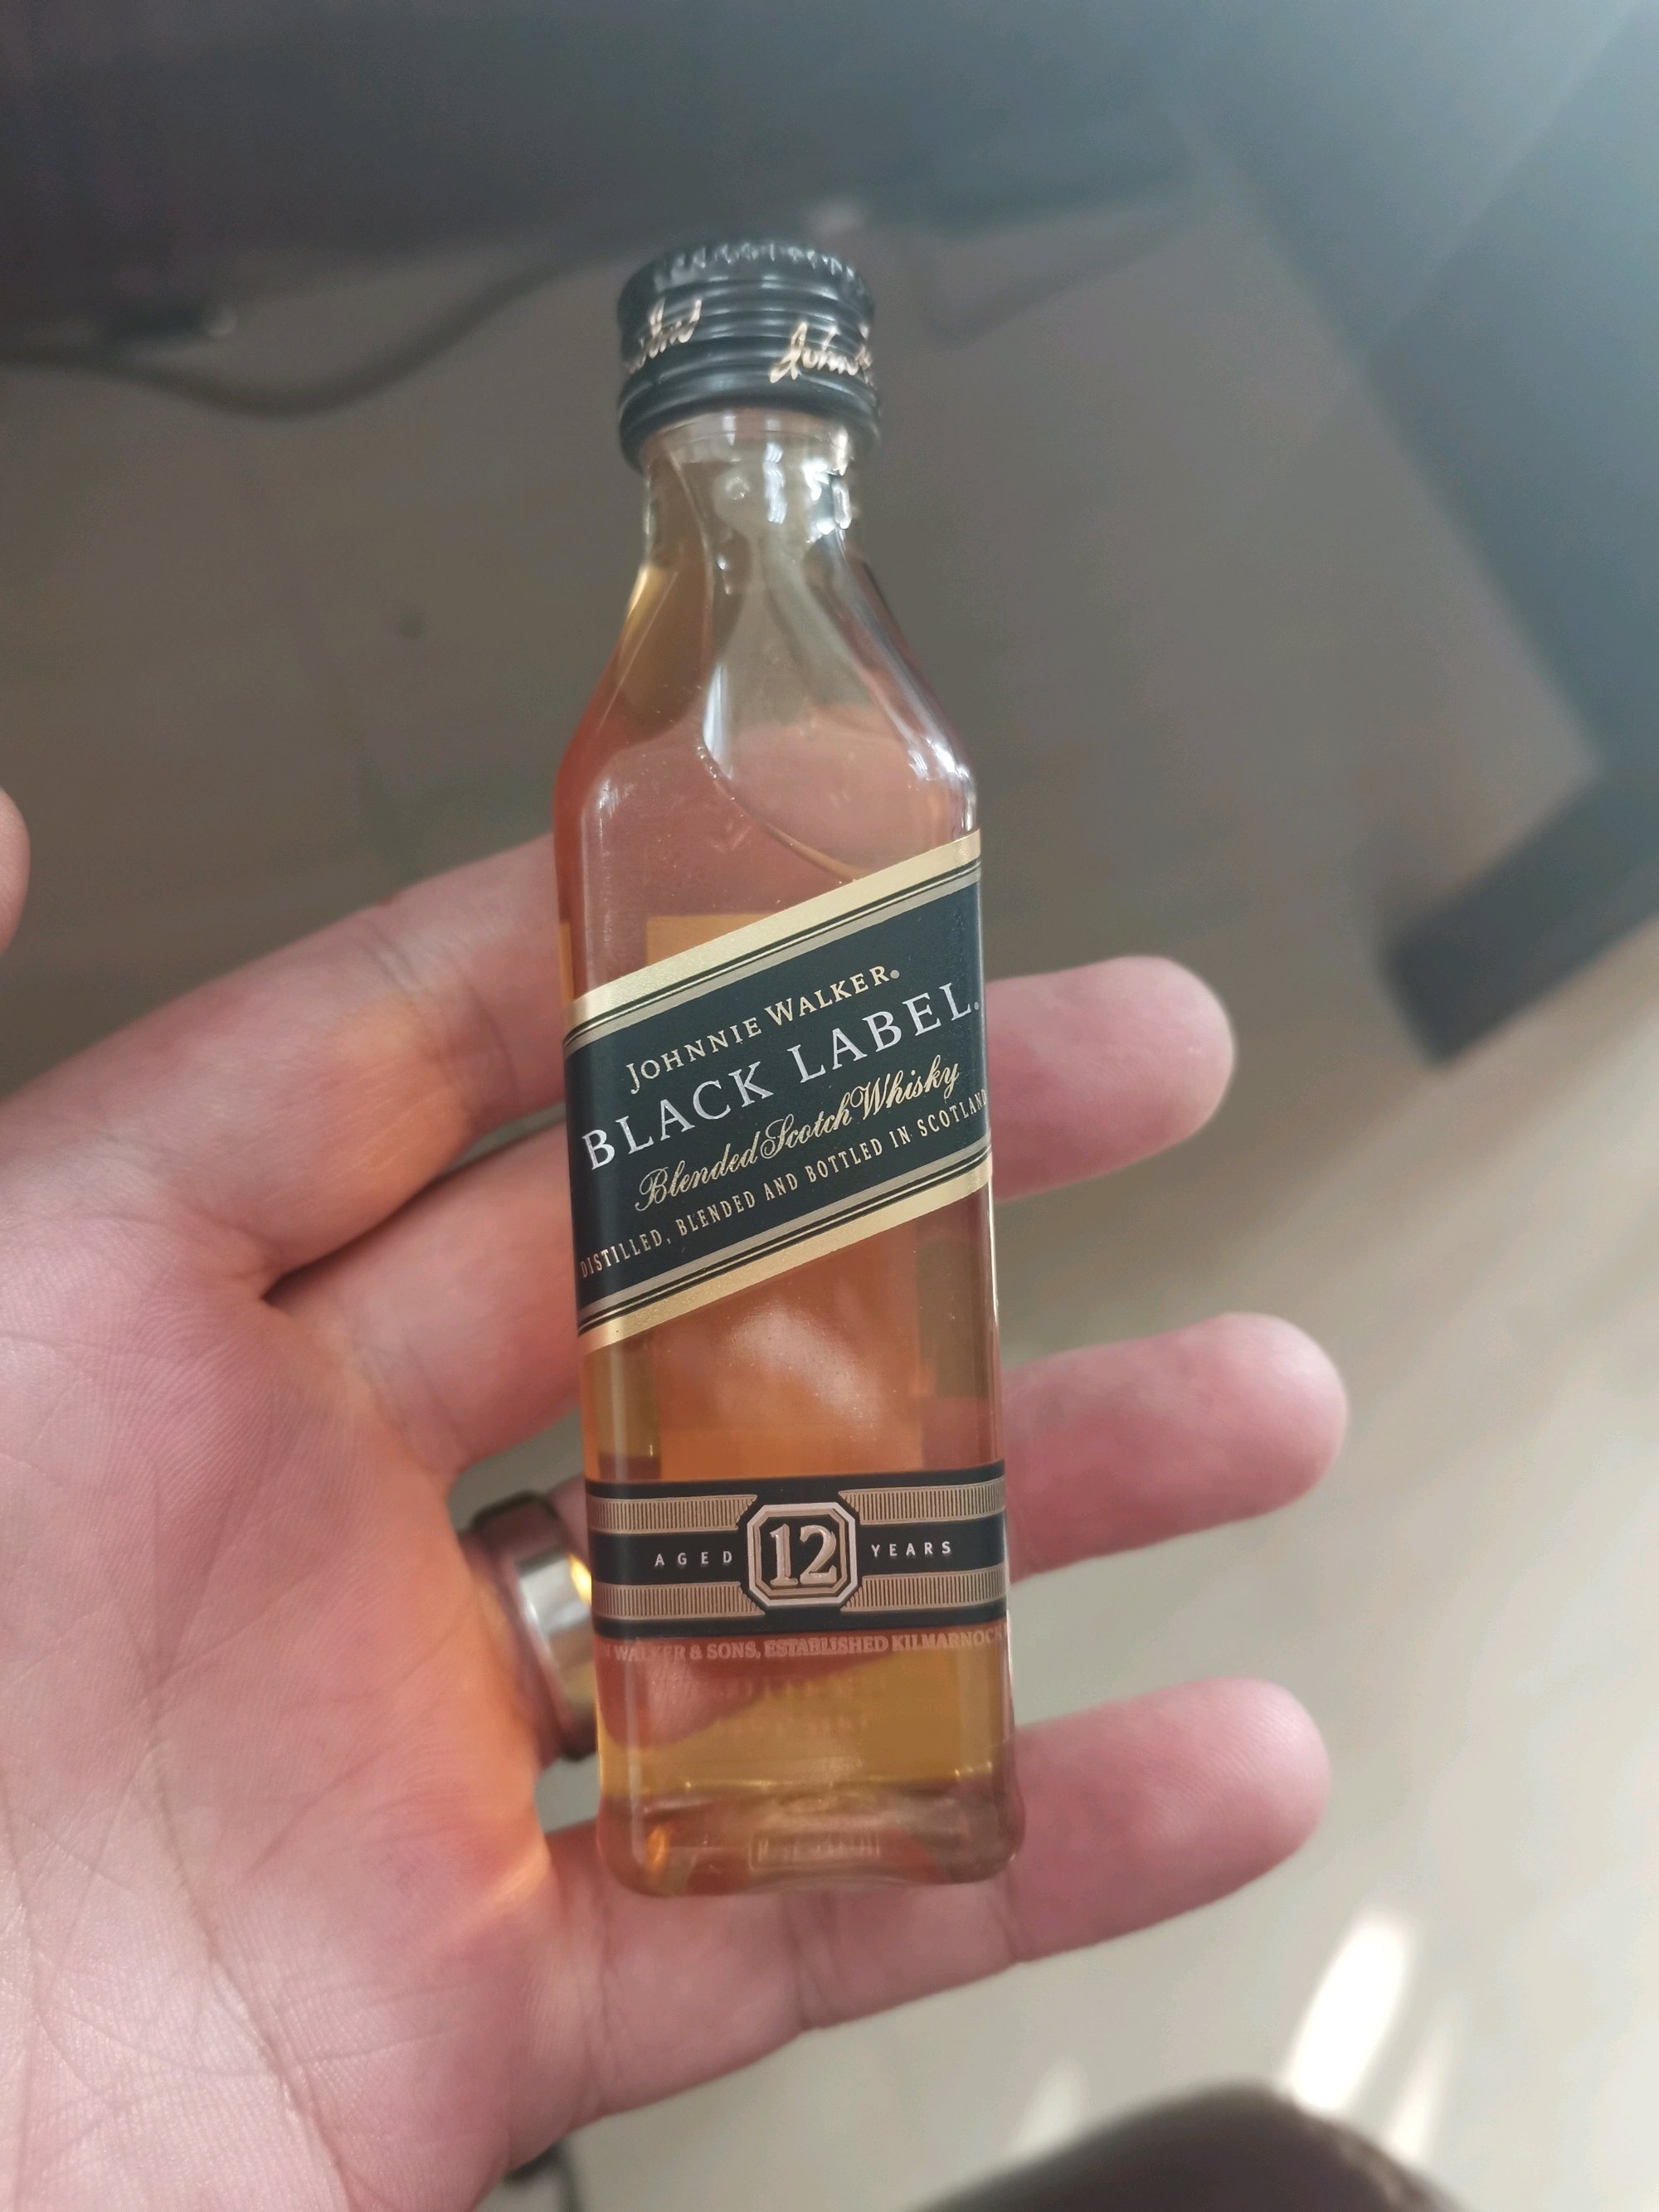 John
JOHNNIE WALKER®
BLACK LABEL.
Blended Scotch Whisky
DISTILLED, BLENDED AND BOTTLED IN SCOTLAND
AGED 12 YEARS
WALKER & SONS, ESTABLISHED KILMARNOCK